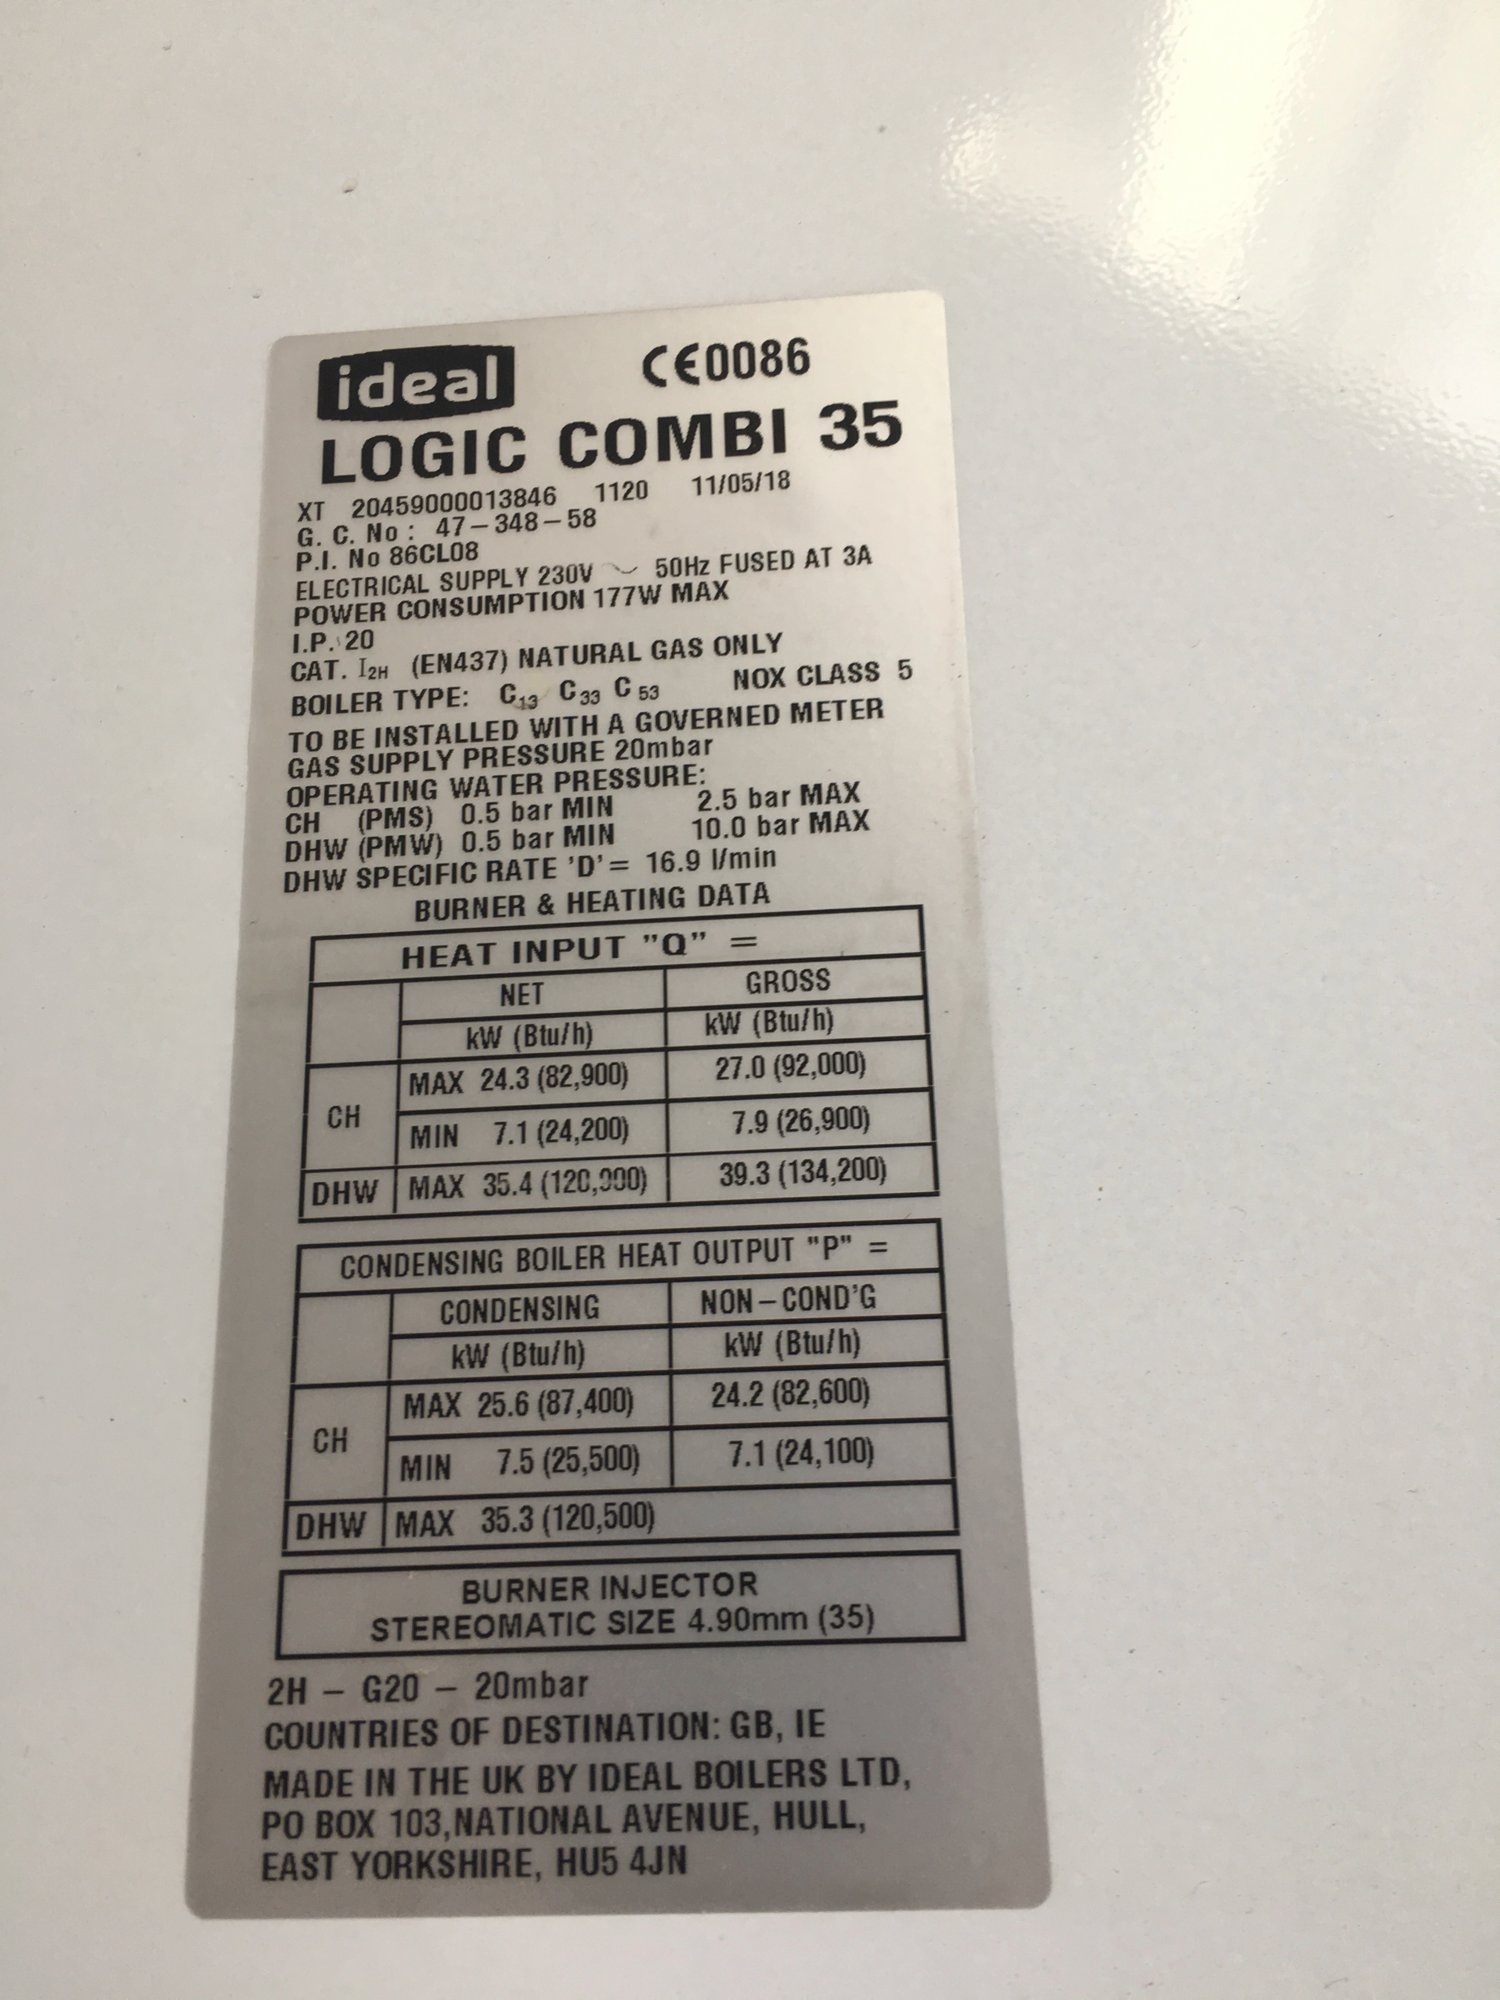 ideal CE0086
LOGIC COMBI 35
XT 20459000013846 1120 11/05/18
G. C. No : 47-348-58
P.I. No 86CL08
ELECTRICAL SUPPLY 230V ~ 50Hz FUSED AT 3A
POWER CONSUMPTION 177W MAX
I.P. 20
CAT. I2H (EN437) NATURAL GAS ONLY
BOILER TYPE: C13 C33 C53 NOX CLASS 5
TO BE INSTALLED WITH A GOVERNED METER
GAS SUPPLY PRESSURE 20mbar
OPERATING WATER PRESSURE:
CH (PMS) 0.5 bar MIN 2.5 bar MAX
DHW (PMW) 0.5 bar MIN 10.0 bar MAX
DHW SPECIFIC RATE 'D' = 16.9 l/min
BURNER & HEATING DATA
HEAT INPUT "Q" =
NET GROSS
kW (Btu/h) kW (Btu/h)
CH MAX 24.3 (82,900) 27.0 (92,000)
MIN 7.1 (24,200) 7.9 (26,900)
DHW MAX 35.4 39.3 (134,200)
CONDENSING BOILER HEAT OUTPUT "P" =
CONDENSING NON-COND'G
kW (Btu/h) kW (Btu/h)
CH MAX 25.6 (87,400) 24.2 (82,600)
MIN 7.5 (25,500) 7.1 (24,100)
DHW MAX 35.3 (120,500)
BURNER INJECTOR
STEREOMATIC SIZE 4.90mm (35)
2H - G20 - 20mbar
COUNTRIES OF DESTINATION: GB, IE
MADE IN THE UK BY IDEAL BOILERS LTD,
PO BOX 103,NATIONAL AVENUE, HULL,
EAST YORKSHIRE, HU5 4JN